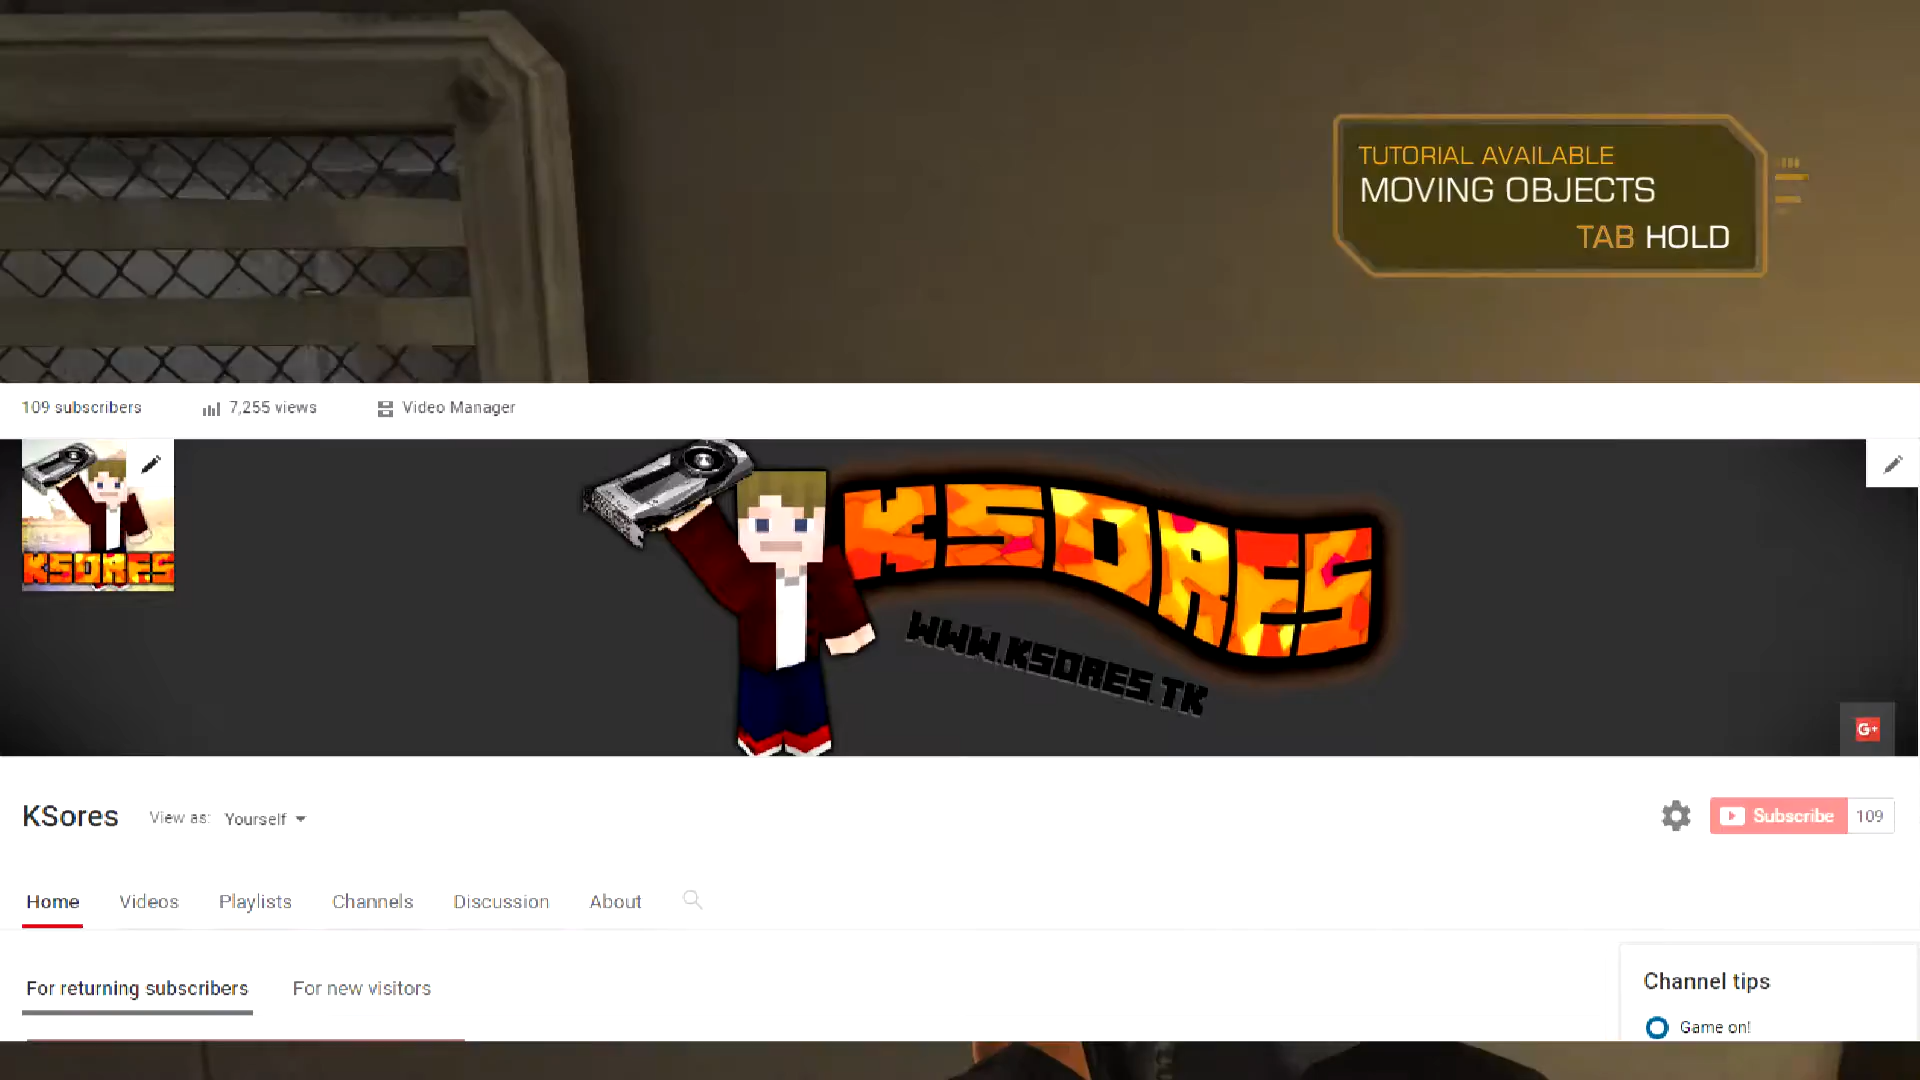 TUTORIAL AVAILABLE
MOVING OBJECTS
TAB HOLD
109 subscribers 7,255 views Video Manager
KSORES
KSORES
WWW.KSORES.TK
G+
KSores View as: Yourself Subscribe 109
Home Videos Playlists Channels Discussion About
For returning subscribers For new visitors
Channel tips
Game on!